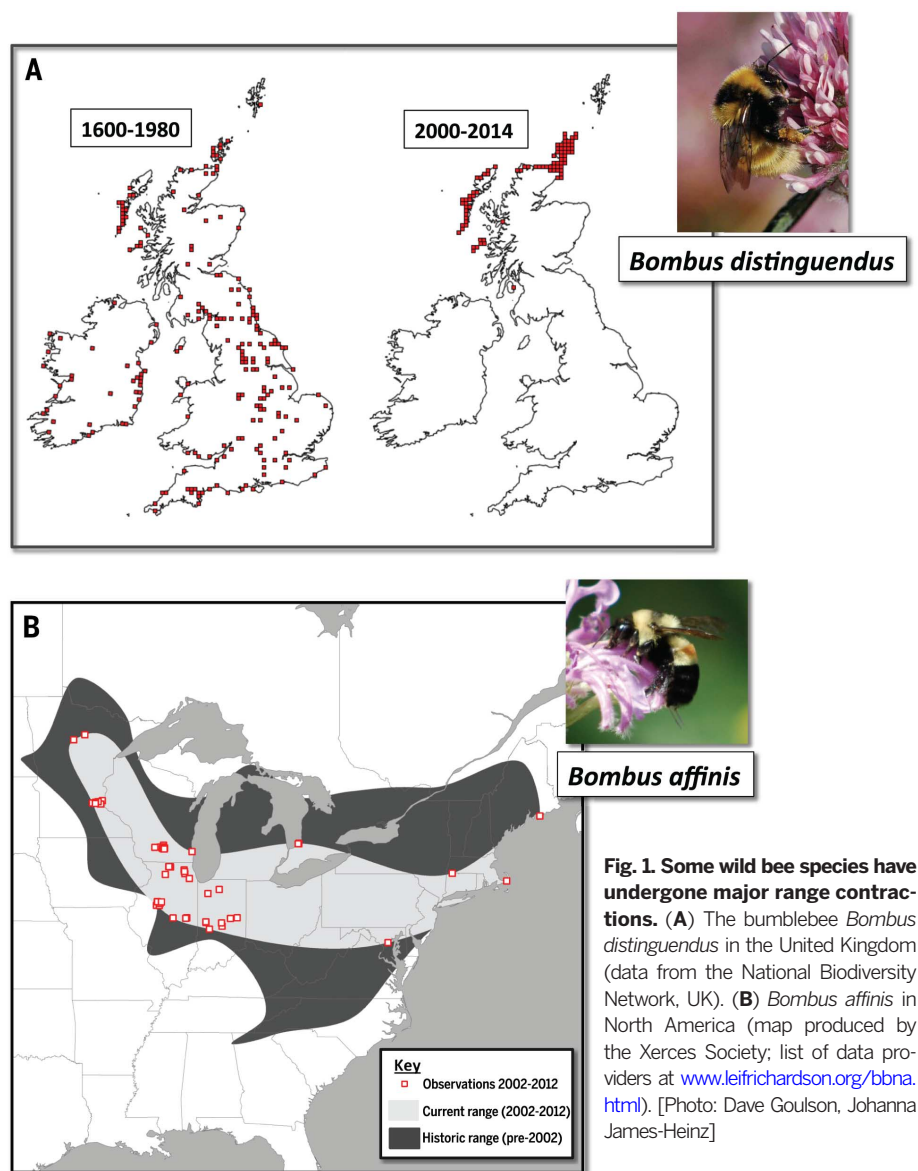 A
1600-1980
2000-2014
Bombus distinguendus
B
Bombus affinis
Key
Observations 2002-2012
Current range (2002-2012)
Historic range (pre-2002)
Fig. 1. Some wild bee species have
undergone major range contrac-
tions. (A) The bumblebee Bombus
distinguendus in the United Kingdom
(data from the National Biodiversity
Network, UK). (B) Bombus affinis in
North America (map produced by
the Xerces Society; list of data pro-
viders at www.leifrichardson.org/bbna.
html). [Photo: Dave Goulson, Johanna
James-Heinz]